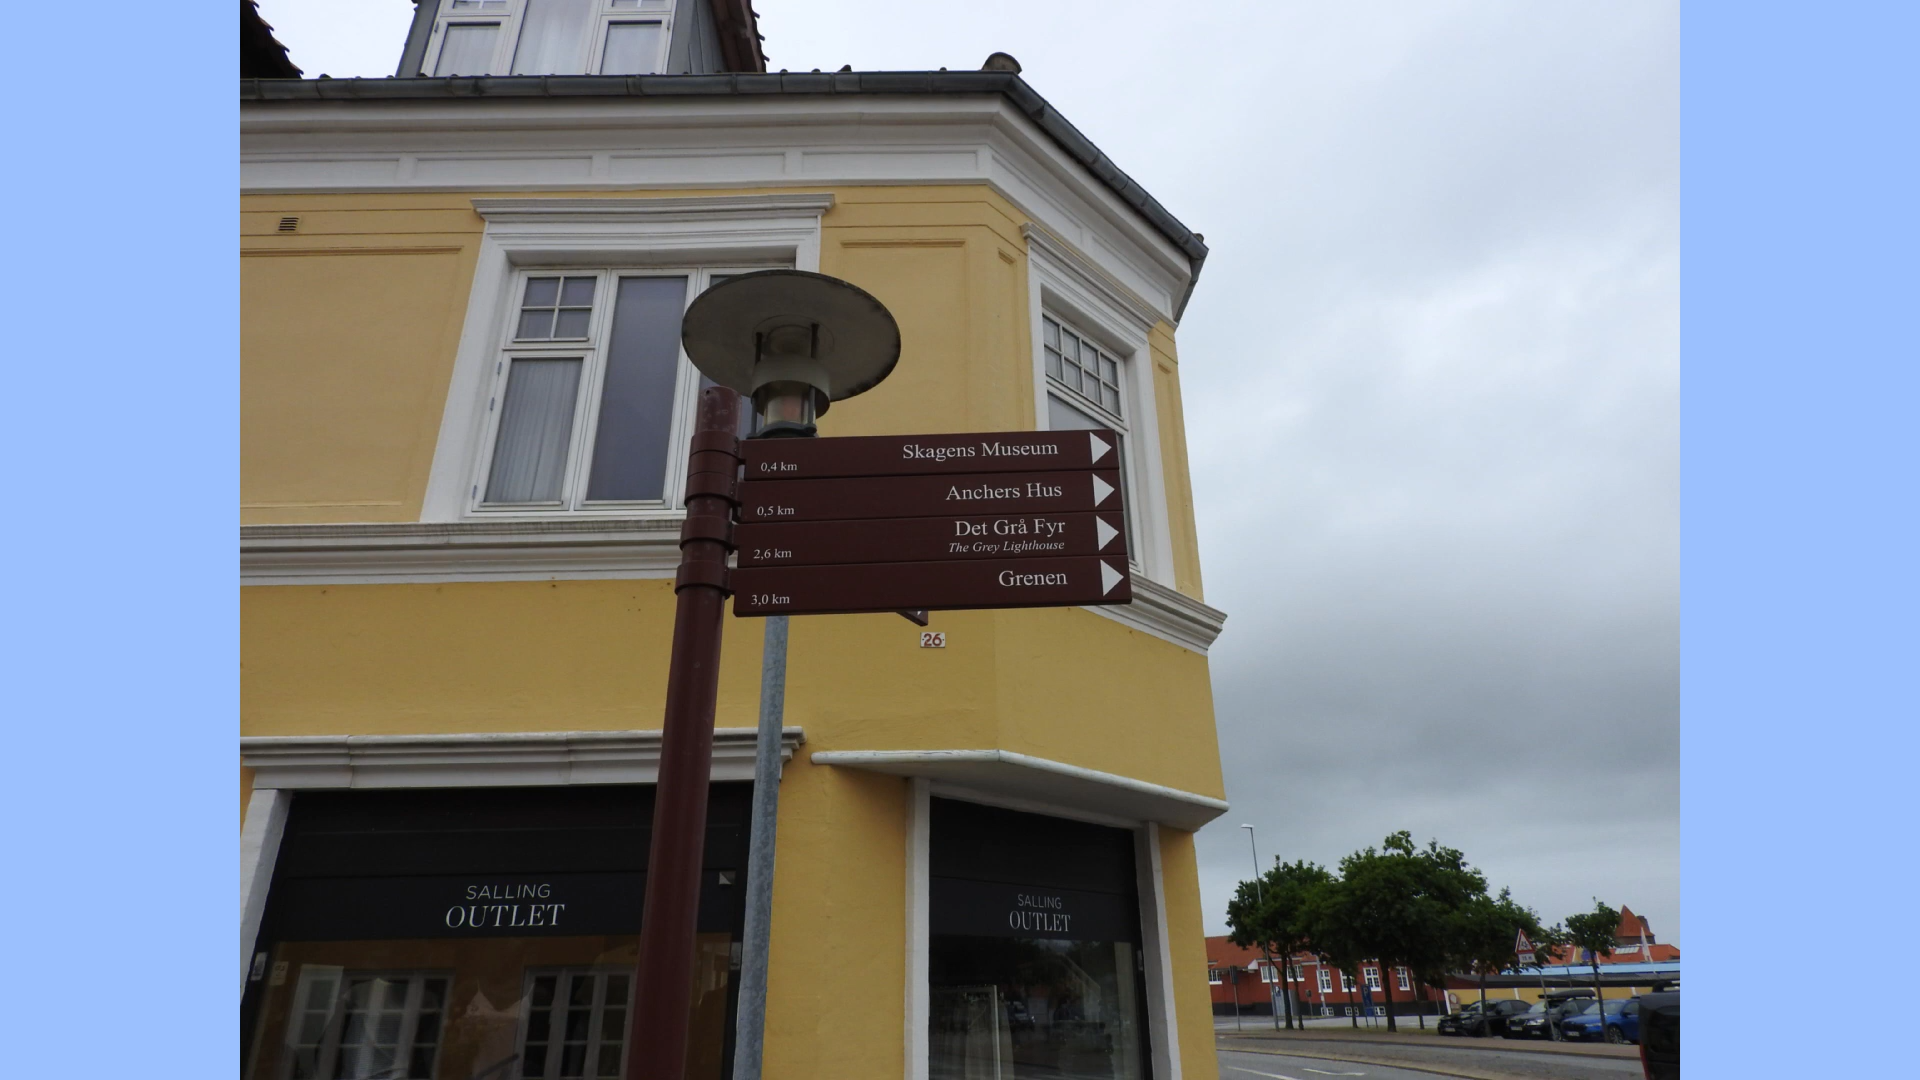 Skagens Museum
0,4 km
Anchers Hus
0,5 km
Det Grå Fyr
The Grey Lighthouse
2,6 km
Grenen
3,0 km
26
SALLING
OUTLET
SALLING
OUTLET